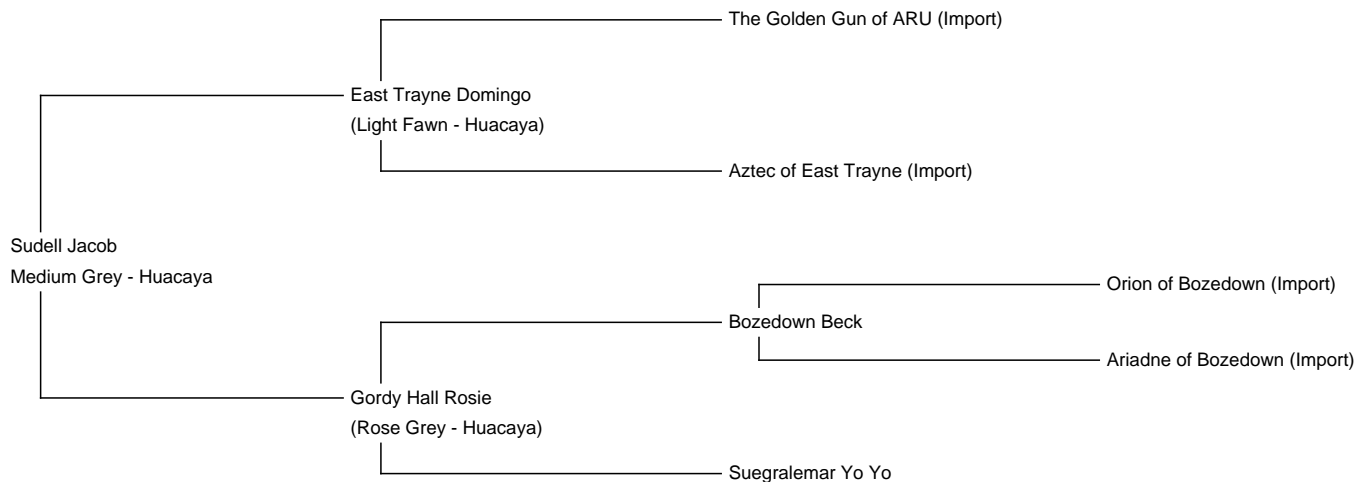 The Golden Gun of ARU (Import)
East Trayne Domingo
(Light Fawn - Huacaya)
Aztec of East Trayne (Import)
Sudell Jacob
Medium Grey - Huacaya
Orion of Bozedown (Import)
Bozedown Beck
Ariadne of Bozedown (Import)
Gordy Hall Rosie
(Rose Grey - Huacaya)
Suegralemar Yo Yo